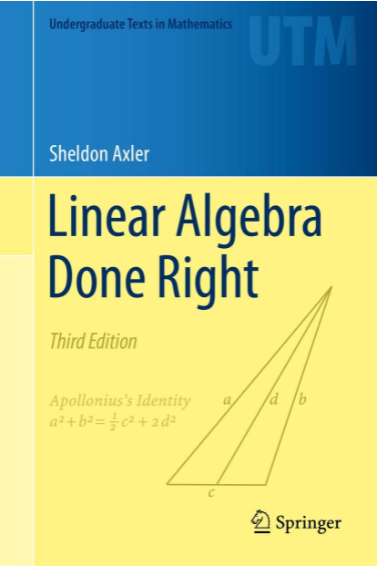 Undergraduate Texts in Mathematics
UTM
Sheldon Axler
Linear Algebra
Done Right
Third Edition
Apollonius's Identity
a² + b² = ½ c² + 2 d²
a
d
b
c
Springer